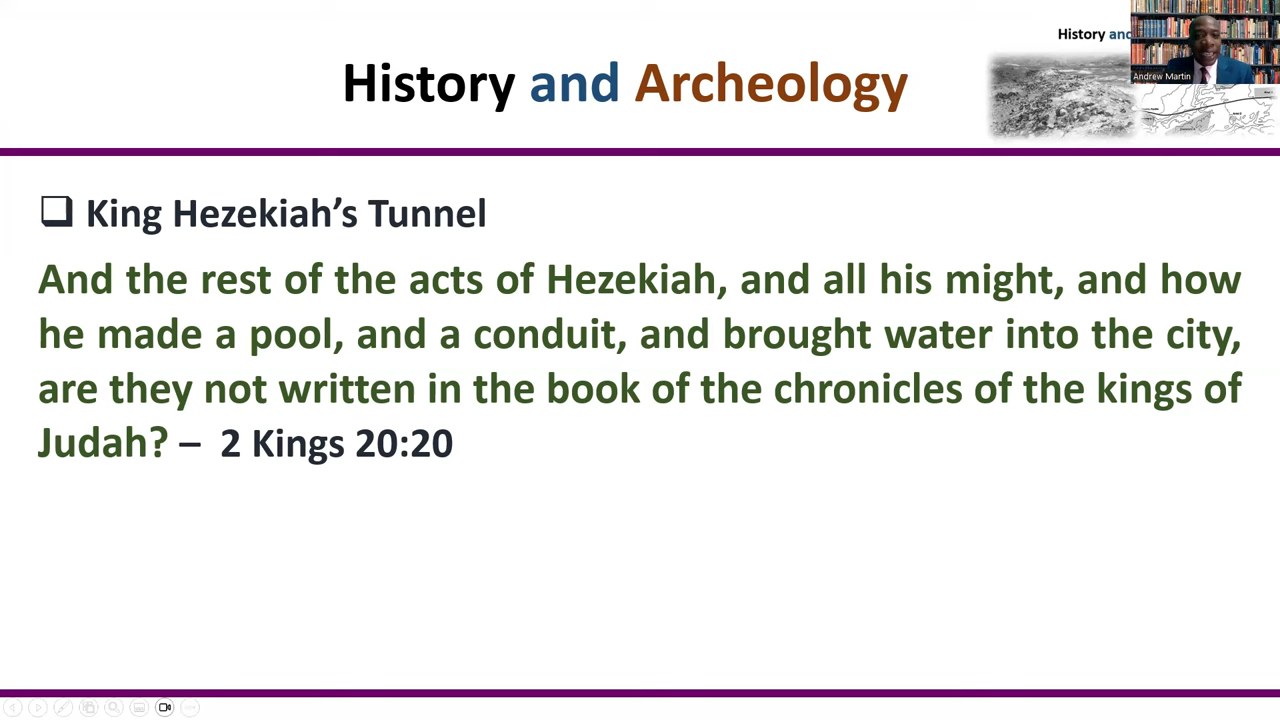 History and
Andrew Martin
History and Archeology
King Hezekiah's Tunnel
And the rest of the acts of Hezekiah, and all his might, and how
he made a pool, and a conduit, and brought water into the city,
are they not written in the book of the chronicles of the kings of
Judah? – 2 Kings 20:20